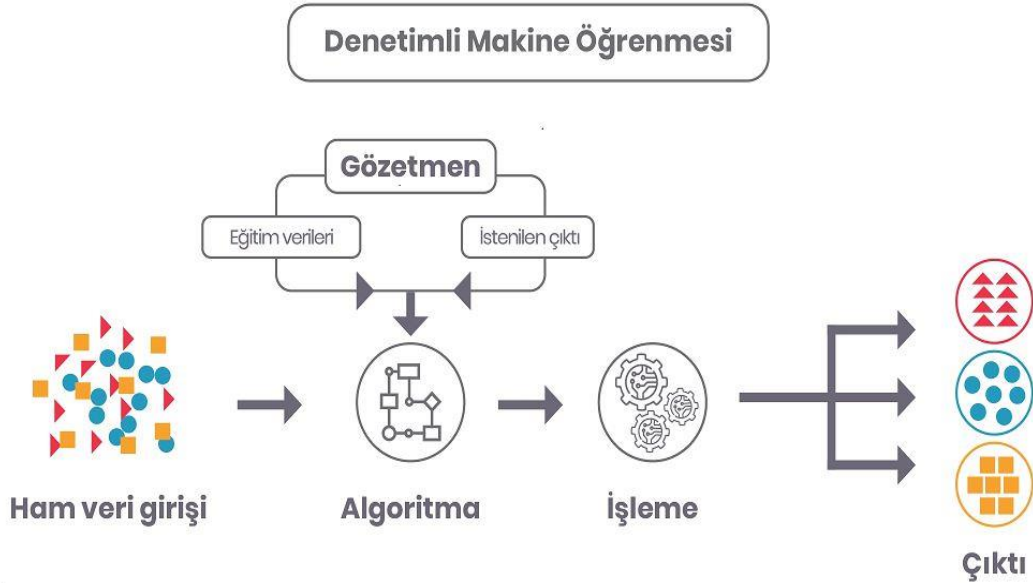 Denetimli Makine Öğrenmesi
Gözetmen
Eğitim verileri
İstenilen çıktı
Ham veri girişi
Algoritma
İşleme
Çıktı